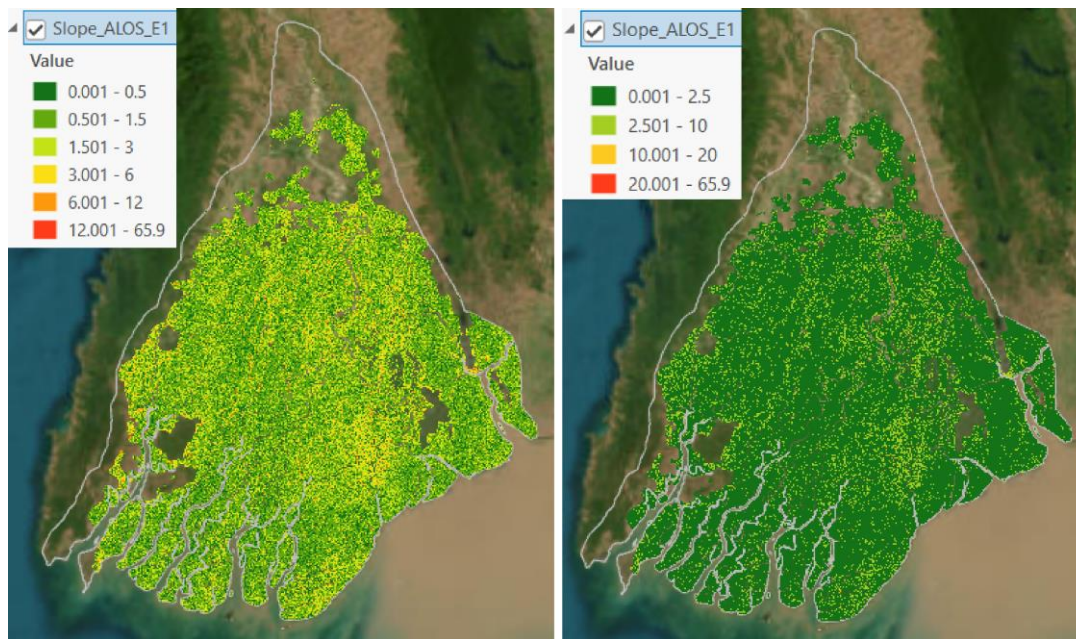 Slope_ALOS_E1
Value
0.001 - 0.5
0.501 - 1.5
1.501 - 3
3.001 - 6
6.001 - 12
12.001 - 65.9
Slope_ALOS_E1
Value
0.001 - 2.5
2.501 - 10
10.001 - 20
20.001 - 65.9